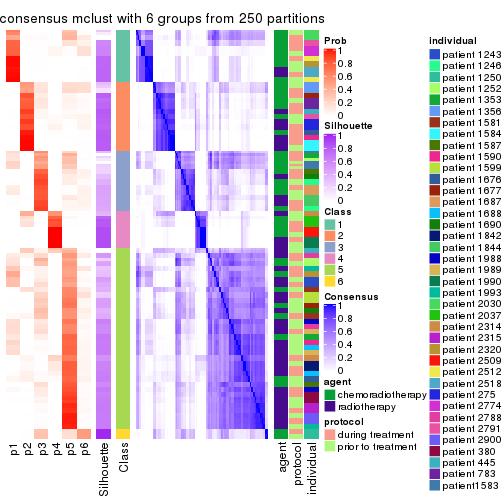 consensus mclust with 6 groups from 250 partitions
Prob
1
0.8
0.6
0.4
0.2
0
Silhouette
1
0.8
0.6
0.4
0.2
0
Class
1
2
3
4
5
6
Consensus
1
0.8
0.6
0.4
0.2
0
agent
chemoradiotherapy
radiotherapy
protocol
during treatment
prior to treatment
individual
patient 1243
patient 1246
patient 1250
patient 1252
patient 1353
patient 1356
patient 1581
patient 1584
patient 1587
patient 1590
patient 1599
patient 1676
patient 1677
patient 1687
patient 1688
patient 1690
patient 1842
patient 1844
patient 1988
patient 1989
patient 1990
patient 1993
patient 2030
patient 2037
patient 2314
patient 2315
patient 2320
patient 2509
patient 2512
patient 2518
patient 275
patient 2774
patient 2788
patient 2791
patient 2900
patient 380
patient 445
patient 783
patient1583
p1
p2
p3
p4
p5
p6
Silhouette
Class
agent
protocol
individual